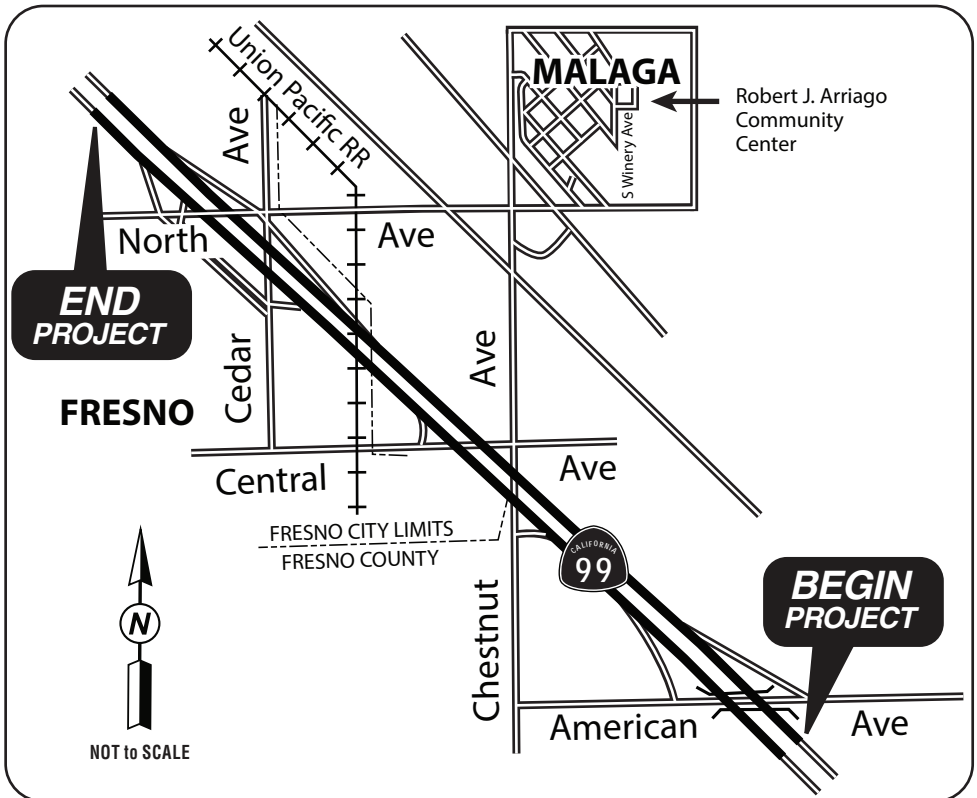 Union Pacific RR
MALAGA
Robert J. Arriago
Community
Center
S Winery Ave
Ave
North
Ave
END
PROJECT
Cedar
Ave
FRESNO
Central
Ave
FRESNO CITY LIMITS
FRESNO COUNTY
CALIFORNIA
99
BEGIN
PROJECT
Chestnut
N
American
Ave
NOT to SCALE